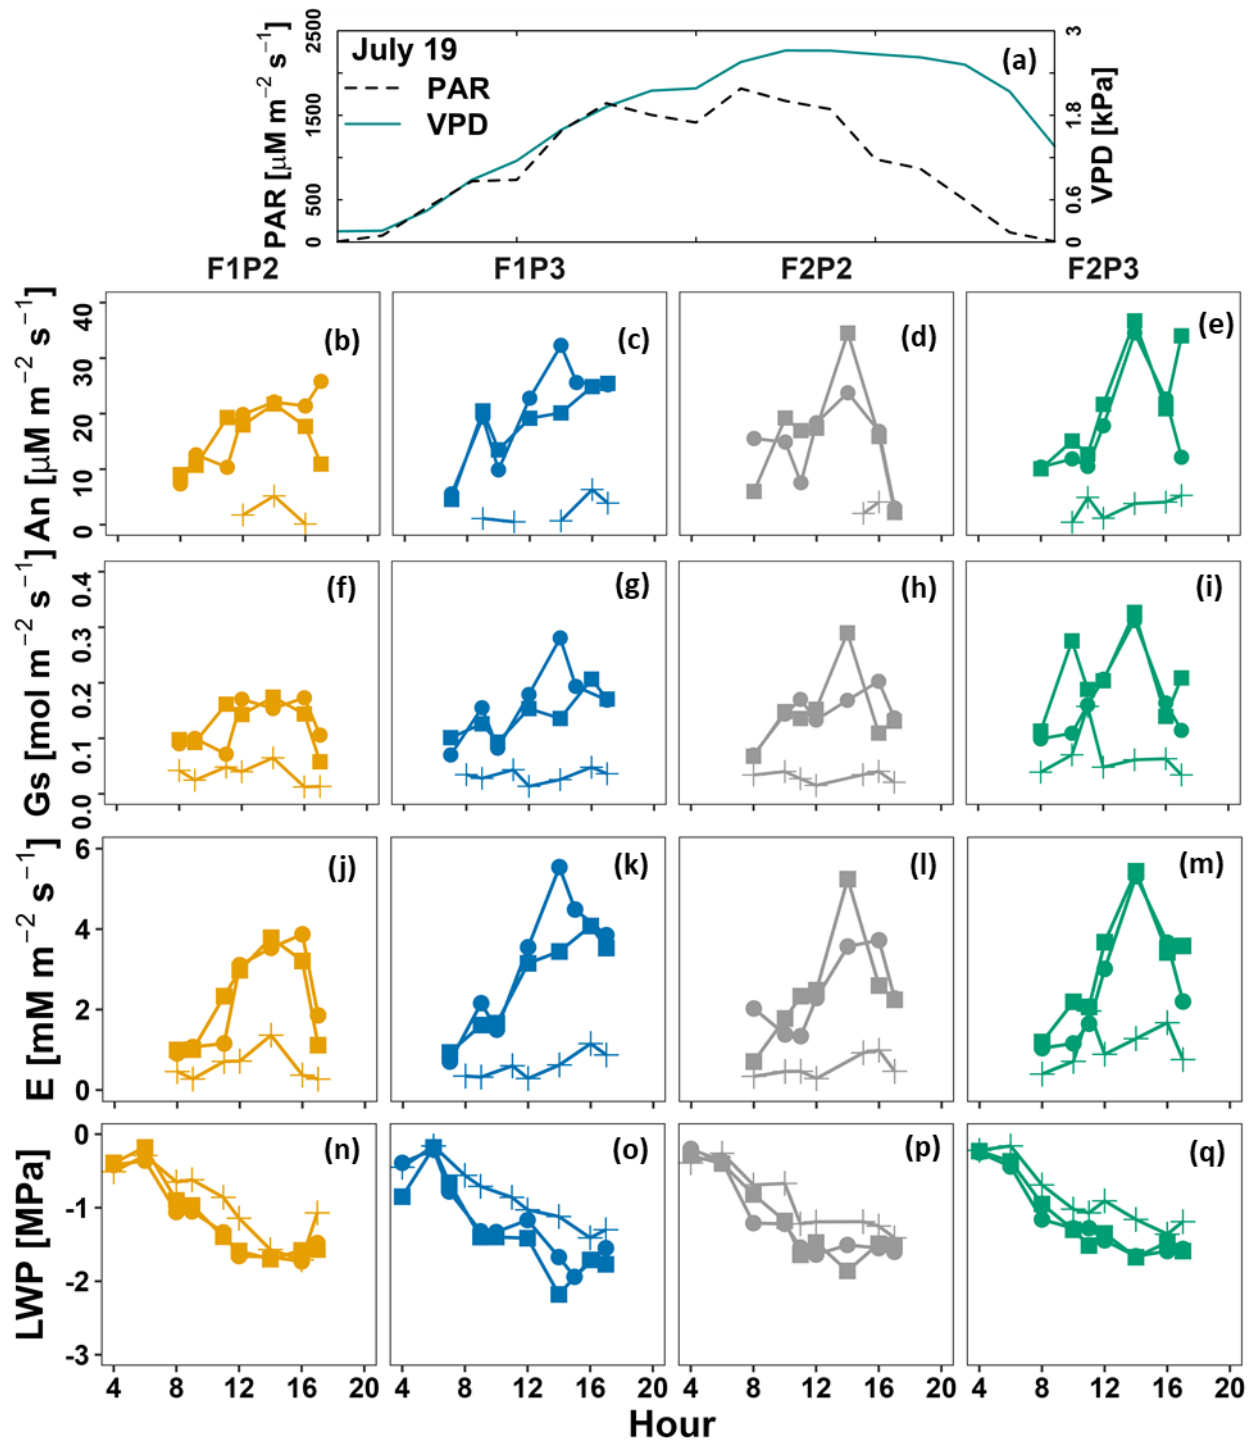 July 19
PAR
VPD
(a)
PAR [μM m−2 s−1]
0 500 1500 2500
VPD [kPa]
0 0.6 1.8 3
F1P2 F1P3 F2P2 F2P3
An [μM m−2 s−1]
0 10 20 30 40
(b) (c) (d) (e)
Gs [mol m−2 s−1]
0.0 0.1 0.2 0.3 0.4
(f) (g) (h) (i)
E [mM m−2 s−1]
6
4
2
0
(j) (k) (l) (m)
LWP [MPa]
0
-1
-2
-3
(n) (o) (p) (q)
4 8 12 16 20 4 8 12 16 20 4 8 12 16 20 4 8 12 16 20
Hour